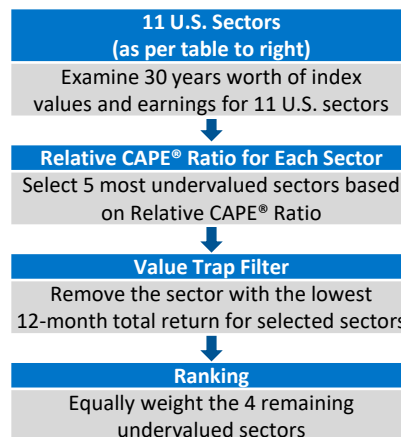 11 U.S. Sectors
(as per table to right)
Examine 30 years worth of index
values and earnings for 11 U.S. sectors
Relative CAPE® Ratio for Each Sector
Select 5 most undervalued sectors based
on Relative CAPE® Ratio
Value Trap Filter
Remove the sector with the lowest
12-month total return for selected sectors
Ranking
Equally weight the 4 remaining
undervalued sectors